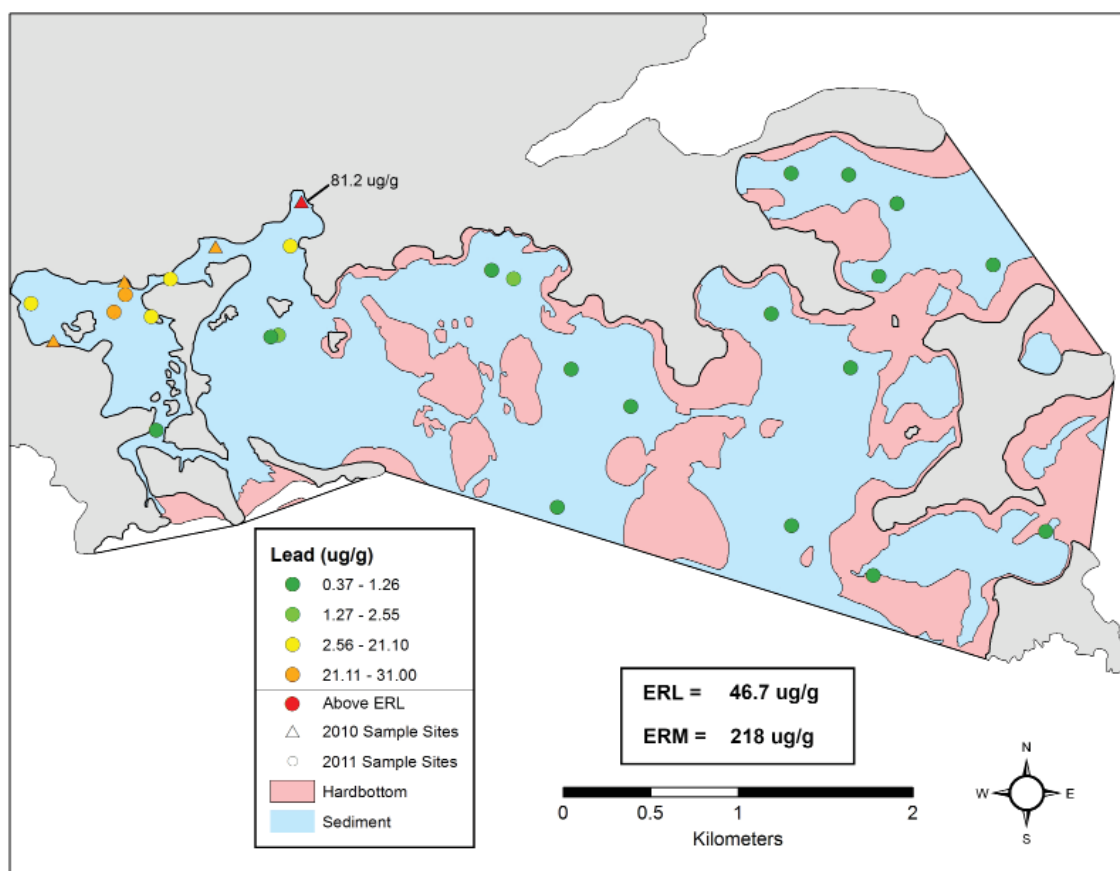 81.2 ug/g
Lead (ug/g)
0.37 - 1.26
1.27 - 2.55
2.56 - 21.10
21.11 - 31.00
Above ERL
2010 Sample Sites
2011 Sample Sites
Hardbottom
Sediment
ERL = 46.7 ug/g
ERM = 218 ug/g
0 0.5 1 2
Kilometers
N
W E
S